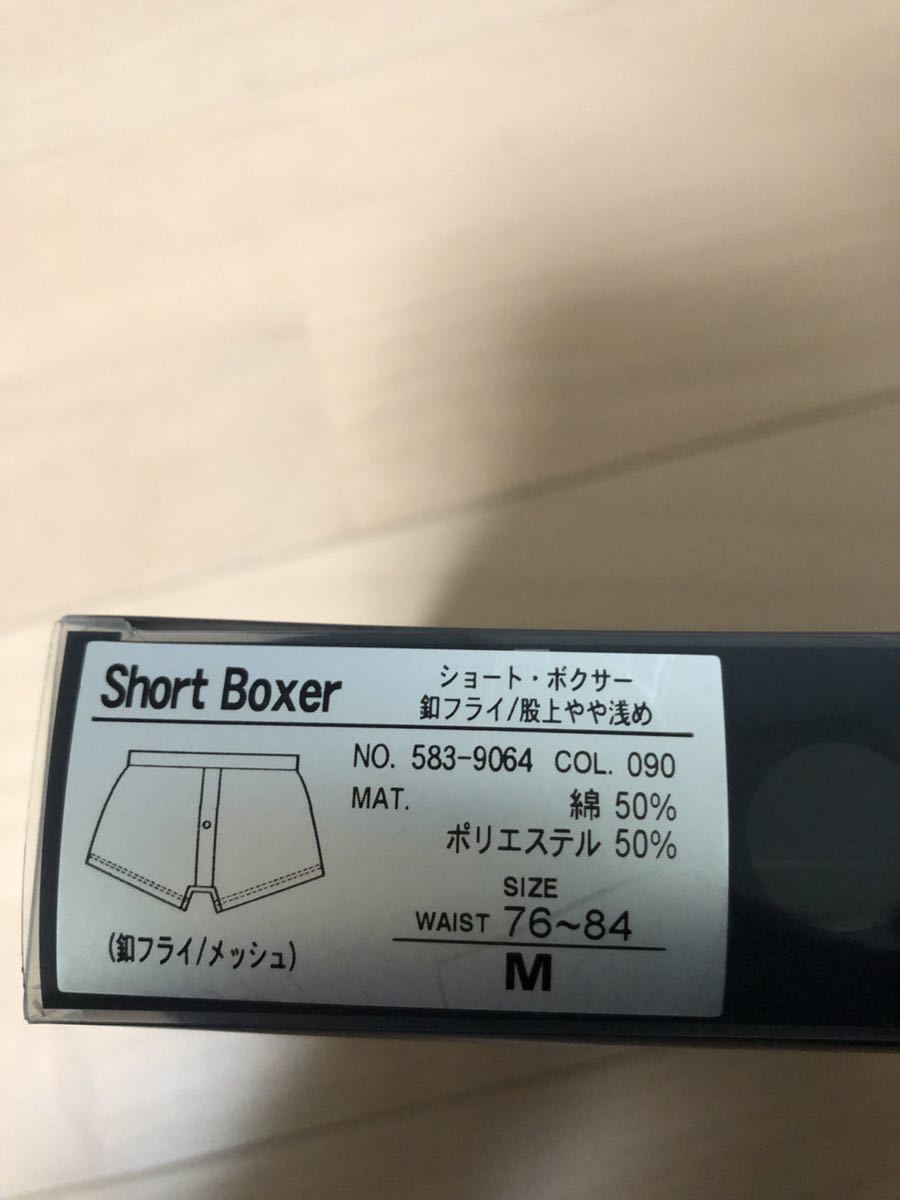 Short Boxer
ショート・ボクサー
釦フライ/股上やや浅め
NO. 583-9064 COL. 090
MAT. 綿 50%
ポリエステル 50%
SIZE
WAIST 76~84
M
(釦フライ/メッシュ)